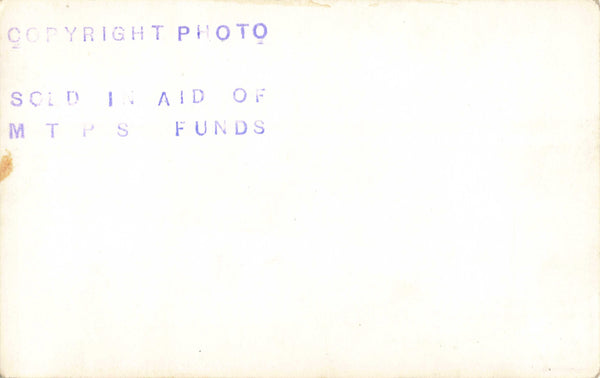 COPYRIGHT PHOTO
SOLD IN AID OF
M T P S FUNDS